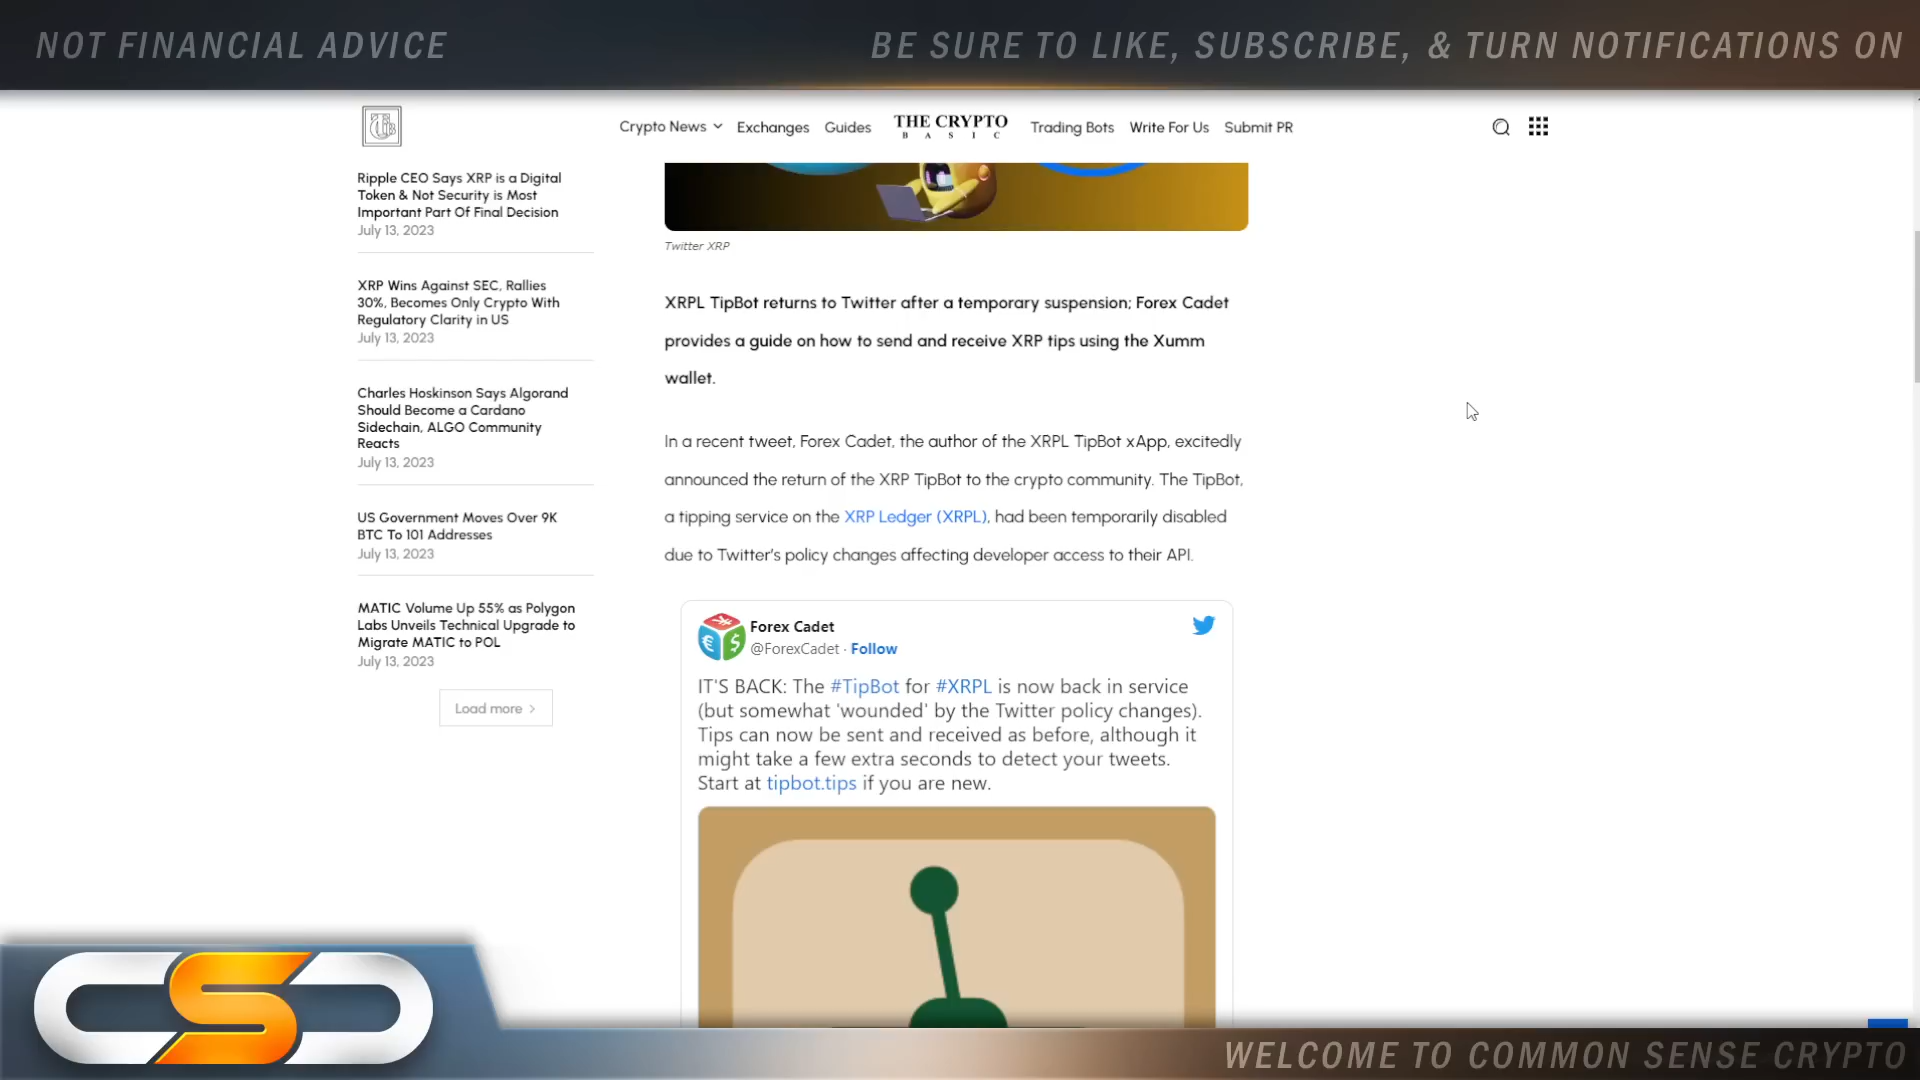 NOT FINANCIAL ADVICE
BE SURE TO LIKE, SUBSCRIBE, & TURN NOTIFICATIONS ON
Crypto News
Exchanges
Guides
THE CRYPTO
BASIC
Trading Bots
Write For Us
Submit PR
Ripple CEO Says XRP is a Digital
Token & Not Security is Most
Important Part Of Final Decision
July 13, 2023
XRP Wins Against SEC, Rallies
30%, Becomes Only Crypto With
Regulatory Clarity in US
July 13, 2023
Charles Hoskinson Says Algorand
Should Become a Cardano
Sidechain, ALGO Community
Reacts
July 13, 2023
US Government Moves Over 9K
BTC To 101 Addresses
July 13, 2023
MATIC Volume Up 55% as Polygon
Labs Unveils Technical Upgrade to
Migrate MATIC to POL
July 13, 2023
Load more
Twitter XRP
XRPL TipBot returns to Twitter after a temporary suspension; Forex Cadet
provides a guide on how to send and receive XRP tips using the Xumm
wallet.
In a recent tweet, Forex Cadet, the author of the XRPL TipBot xApp, excitedly
announced the return of the XRP TipBot to the crypto community. The TipBot,
a tipping service on the XRP Ledger (XRPL), had been temporarily disabled
due to Twitter's policy changes affecting developer access to their API.
Forex Cadet
@ForexCadet · Follow
IT'S BACK: The #TipBot for #XRPL is now back in service
(but somewhat 'wounded' by the Twitter policy changes).
Tips can now be sent and received as before, although it
might take a few extra seconds to detect your tweets.
Start at tipbot.tips if you are new.
CSC
WELCOME TO COMMON SENSE CRYPTO